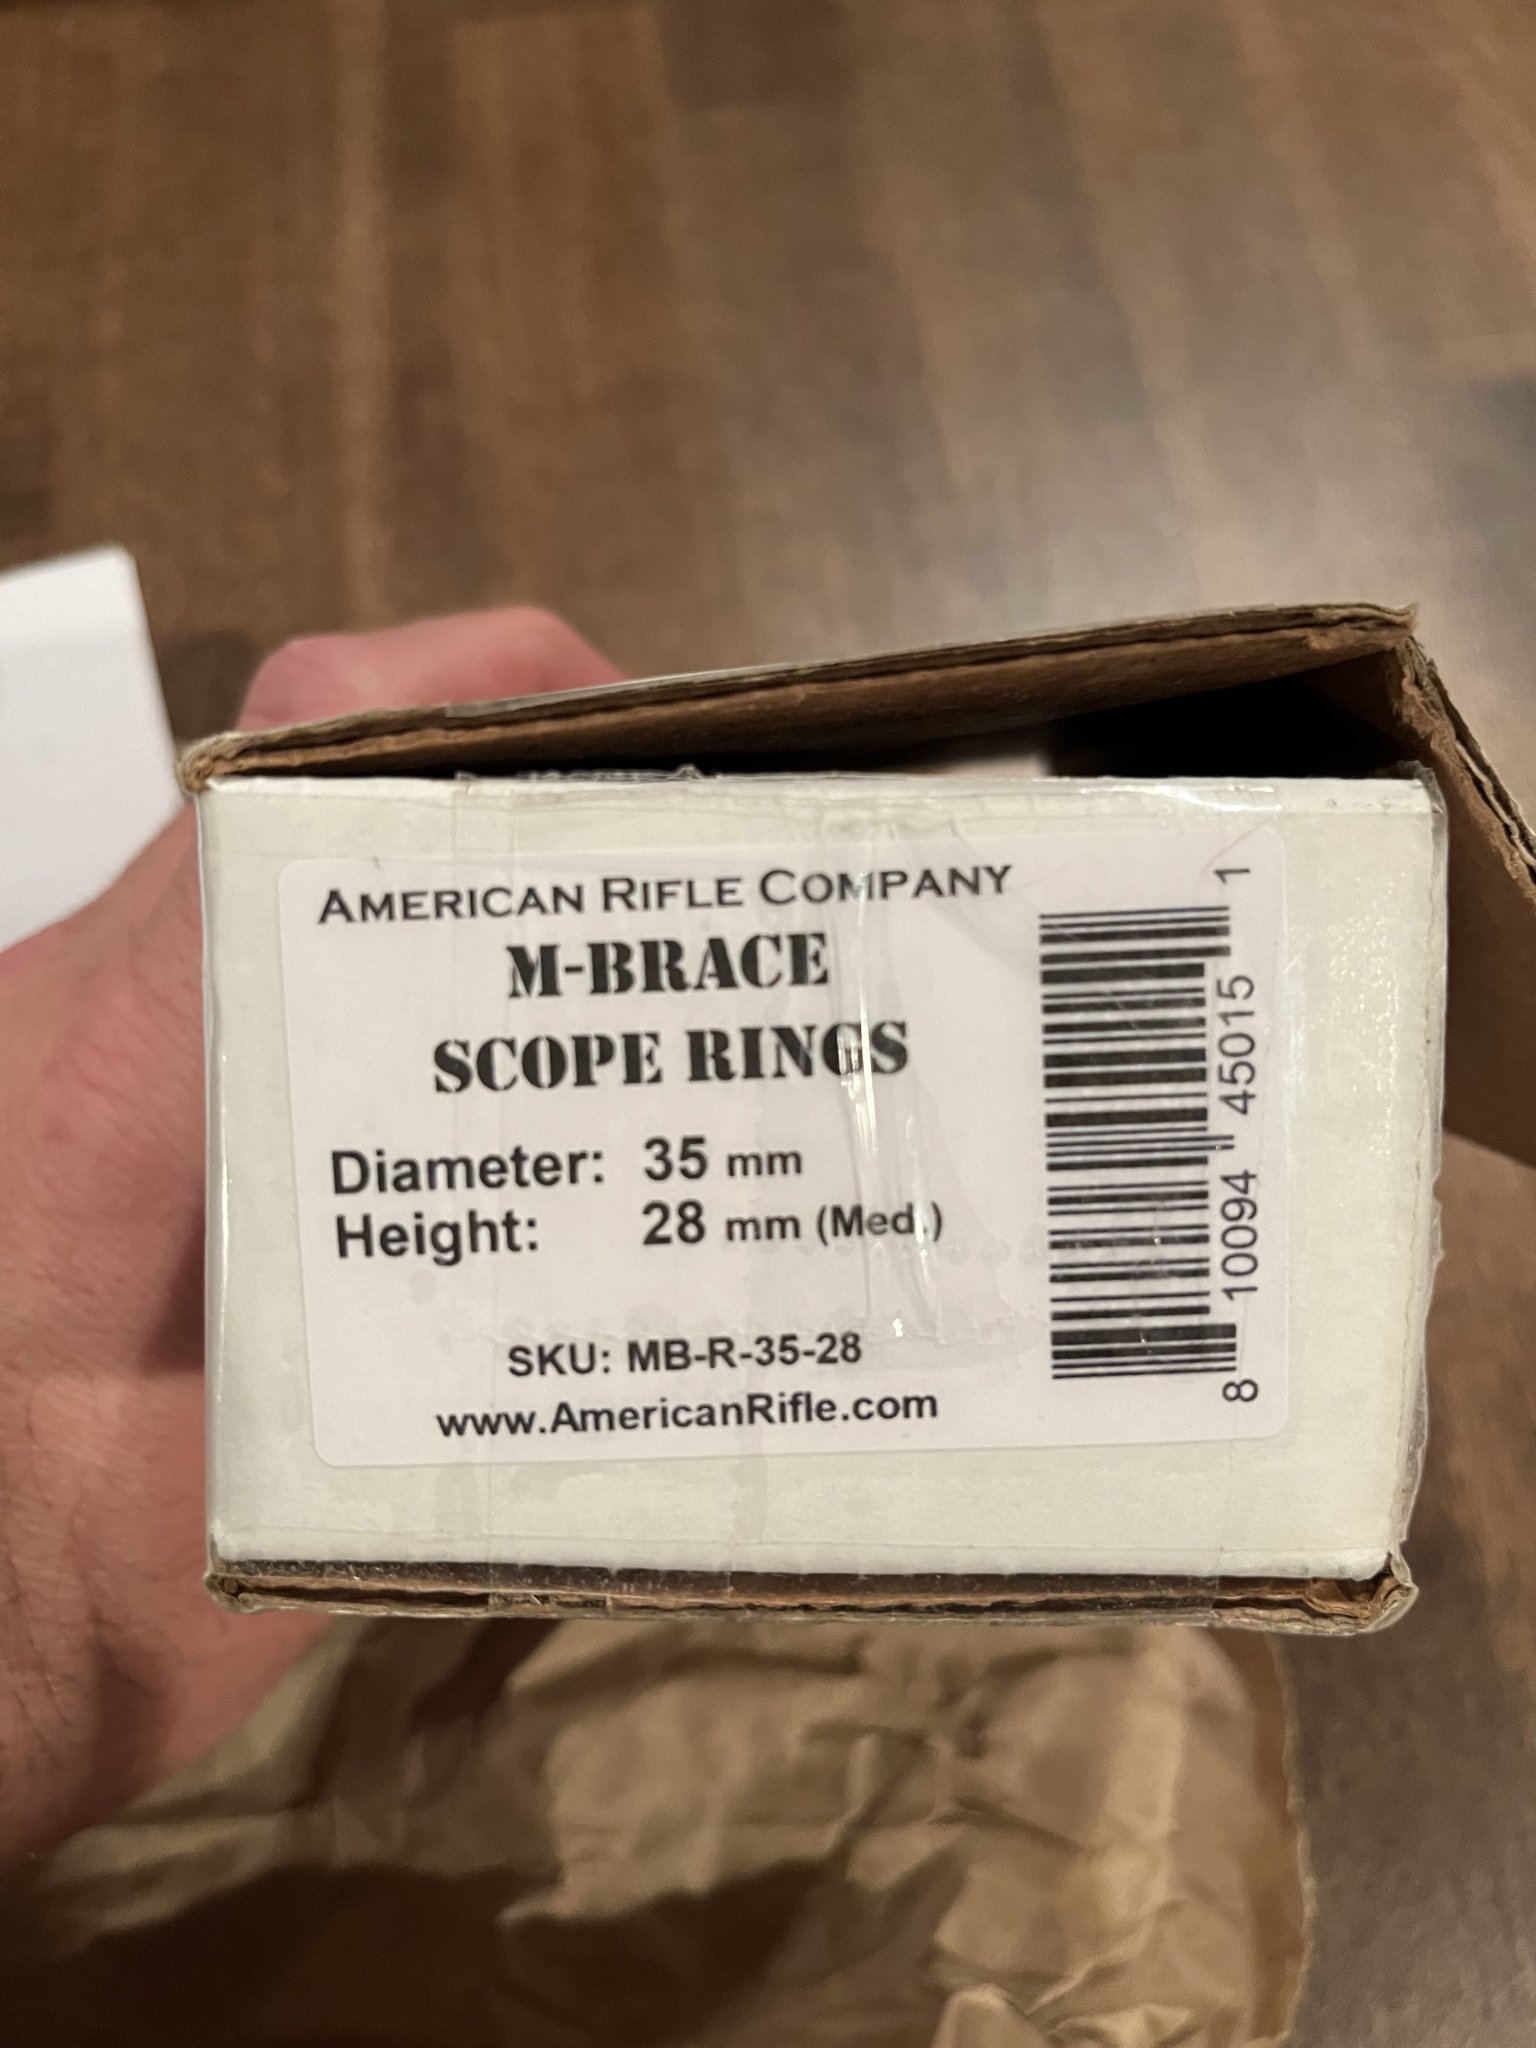 AMERICAN RIFLE COMPANY
M-BRACE
SCOPE RINGS
Diameter: 35 mm
Height: 28 mm (Med.)
SKU: MB-R-35-28
www.AmericanRifle.com
8 10094 45015 1